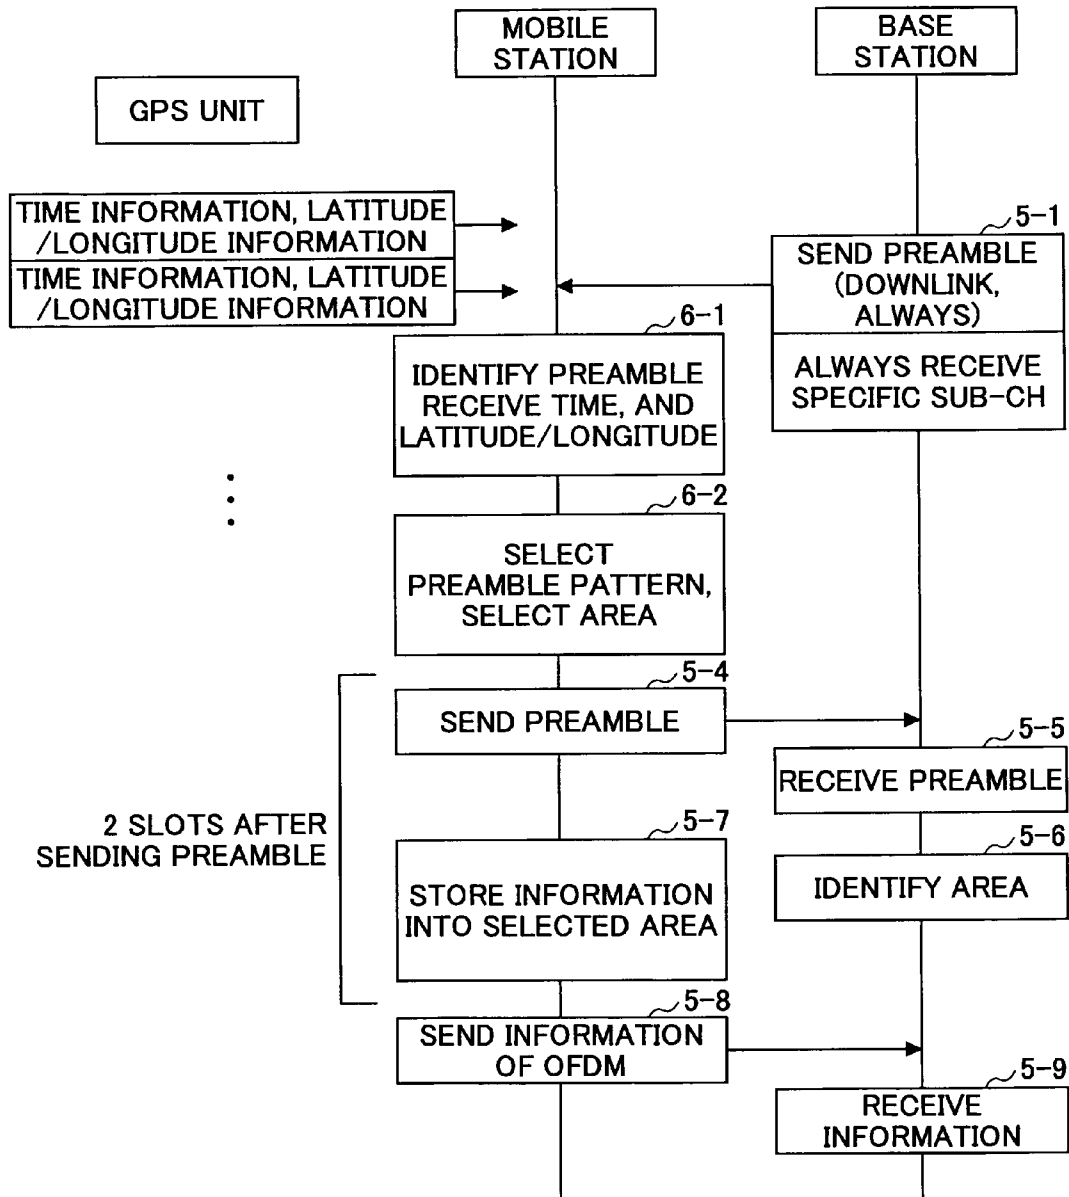 MOBILE
STATION
BASE
STATION
GPS UNIT
TIME INFORMATION, LATITUDE
/LONGITUDE INFORMATION
TIME INFORMATION, LATITUDE
/LONGITUDE INFORMATION
5-1
SEND PREAMBLE
(DOWNLINK,
ALWAYS)
ALWAYS RECEIVE
SPECIFIC SUB-CH
6-1
IDENTIFY PREAMBLE
RECEIVE TIME, AND
LATITUDE/LONGITUDE
6-2
SELECT
PREAMBLE PATTERN,
SELECT AREA
5-4
SEND PREAMBLE
5-5
RECEIVE PREAMBLE
2 SLOTS AFTER
SENDING PREAMBLE
5-7
STORE INFORMATION
INTO SELECTED AREA
5-6
IDENTIFY AREA
5-8
SEND INFORMATION
OF OFDM
5-9
RECEIVE
INFORMATION